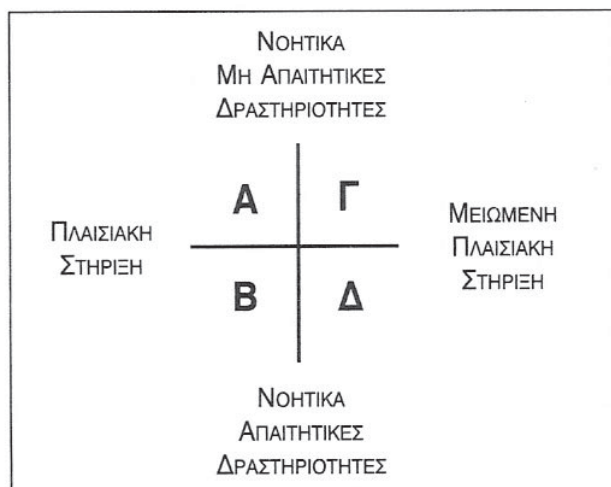 ΝΟΗΤΙΚΑ
ΜΗ ΑΠΑΙΤΗΤΙΚΕΣ
ΔΡΑΣΤΗΡΙΟΤΗΤΕΣ
Α Γ
ΠΛΑΙΣΙΑΚΗ
ΣΤΗΡΙΞΗ
ΜΕΙΩΜΕΝΗ
ΠΛΑΙΣΙΑΚΗ
ΣΤΗΡΙΞΗ
Β Δ
ΝΟΗΤΙΚΑ
ΑΠΑΙΤΗΤΙΚΕΣ
ΔΡΑΣΤΗΡΙΟΤΗΤΕΣ